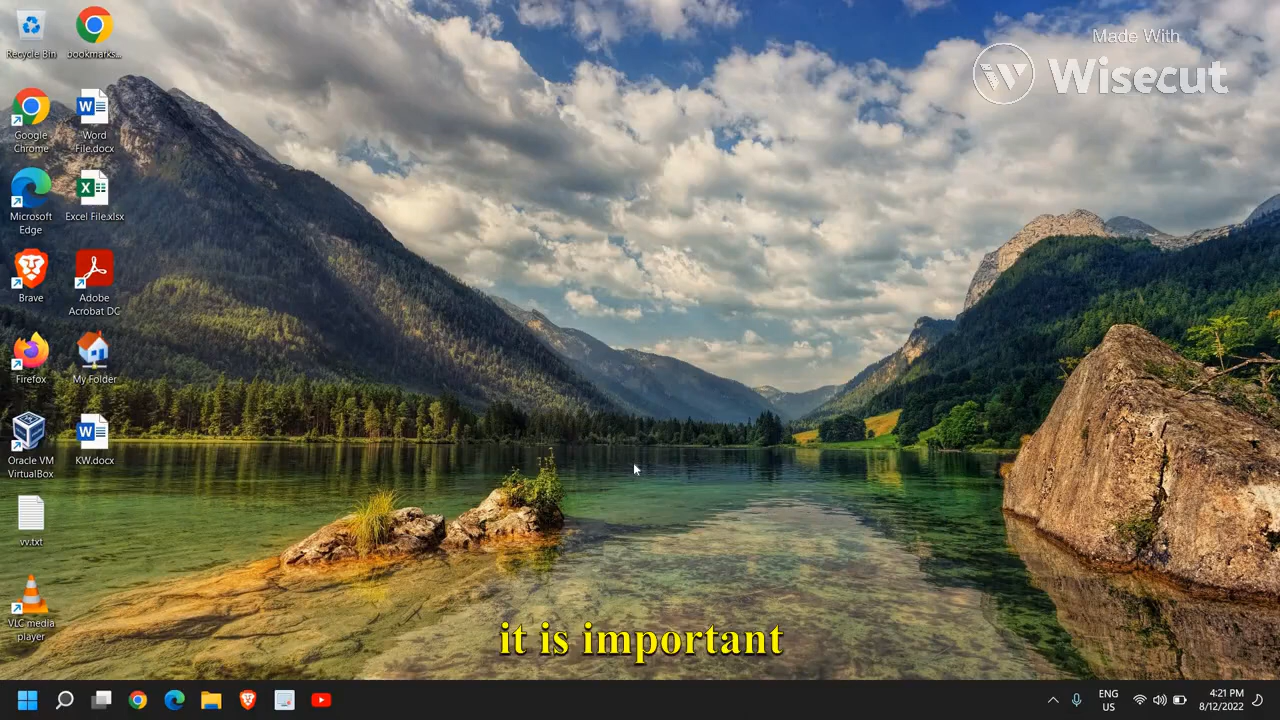 Recycle Bin
bookmarks...
Made With
Wisecut
Google
Chrome
Word
File.docx
Microsoft
Edge
Excel File.xlsx
Brave
Adobe
Acrobat DC
Firefox
My Folder
Oracle VM
VirtualBox
KW.docx
vv.txt
VLC media
player
it is important
ENG
US
4:21 PM
8/12/2022